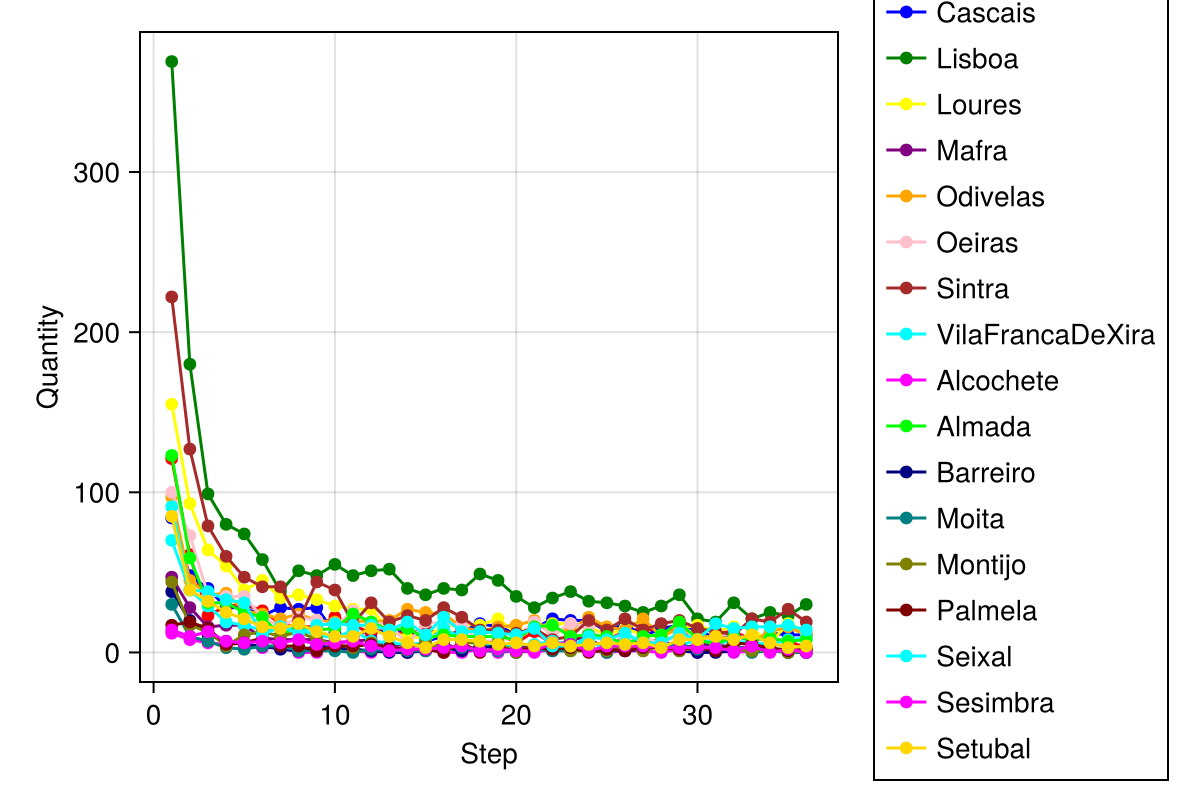 Cascais
Lisboa
Loures
Mafra
Odivelas
Oeiras
Sintra
VilaFrancaDeXira
Alcochete
Almada
Barreiro
Moita
Montijo
Palmela
Seixal
Sesimbra
Setubal
300
200
100
0
Quantity
0 10 20 30
Step